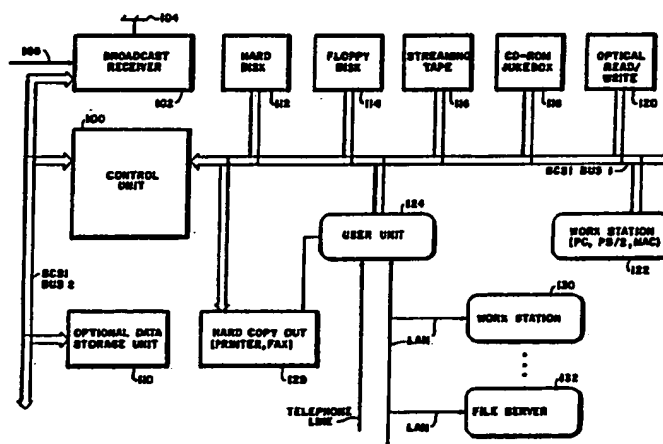 104
106
BROADCAST
RECEIVER
102
HARD
DISK
112
FLOPPY
DISK
114
STREAMING
TAPE
116
CD-ROM
JUKEBOX
118
OPTICAL
READ/
WRITE
120
100
CONTROL
UNIT
SCSI BUS 1
124
USER UNIT
WORK STATION
(PC, PS/2, MAC)
122
SCSI
BUS 2
OPTIONAL DATA
STORAGE UNIT
110
HARD COPY OUT
(PRINTER, FAX)
129
130
WORK STATION
LAN
132
FILE SERVER
TELEPHONE
LINE
LAN